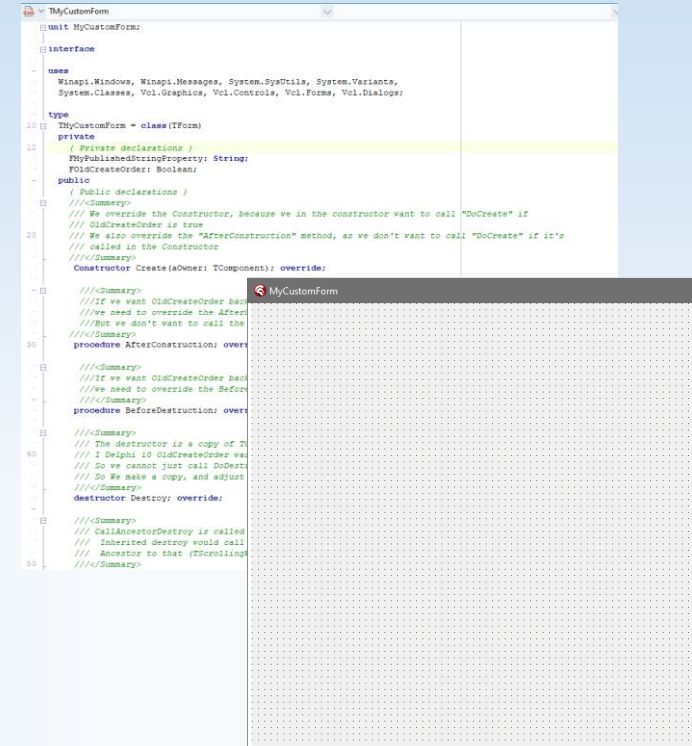 TMyCustomForm
unit MyCustomForm;
interface
uses
Winapi.Windows, Winapi.Messages, System.SysUtils, System.Variants,
System.Classes, Vcl.Graphics, Vcl.Controls, Vcl.Forms, Vcl.Dialogs;
type
10 TMyCustomForm = class(TForm)
private
12 { Private declarations }
FMyPublishedStringProperty: String;
FOldCreateOrder: Boolean;
public
{ Public declarations }
///<Summery>
/// We override the Constructor, because we in the constructor want to call "DoCreate" if
/// OldCreateOrder is true
20 /// We also override the "AfterConstruction" method, as we don't want to call "DoCreate" if it's
/// called in the Constructor
///</Summary>
Constructor Create(aOwner: TComponent); override;
MyCustomForm
///<Summary>
///If we want OldCreateOrder back
///we need to override the After
///But we don't want to call the
///</Summary>
30 procedure AfterConstruction; over
///<Summary>
///If we want OldCreateOrder back
///we need to override the Before
///</Summary>
procedure BeforeDestruction; over
///<Summary>
/// The destructor is a copy of
40 /// I Delphi 10 OldCreateOrder
/// So we cannot just call
/// So We make a copy, and adjust
///</Summary>
destructor Destroy; override;
///<Summary>
/// CallAncestorDestroy is called
/// Inherited destroy would call
/// Ancestor to that
50 ///</Summary>